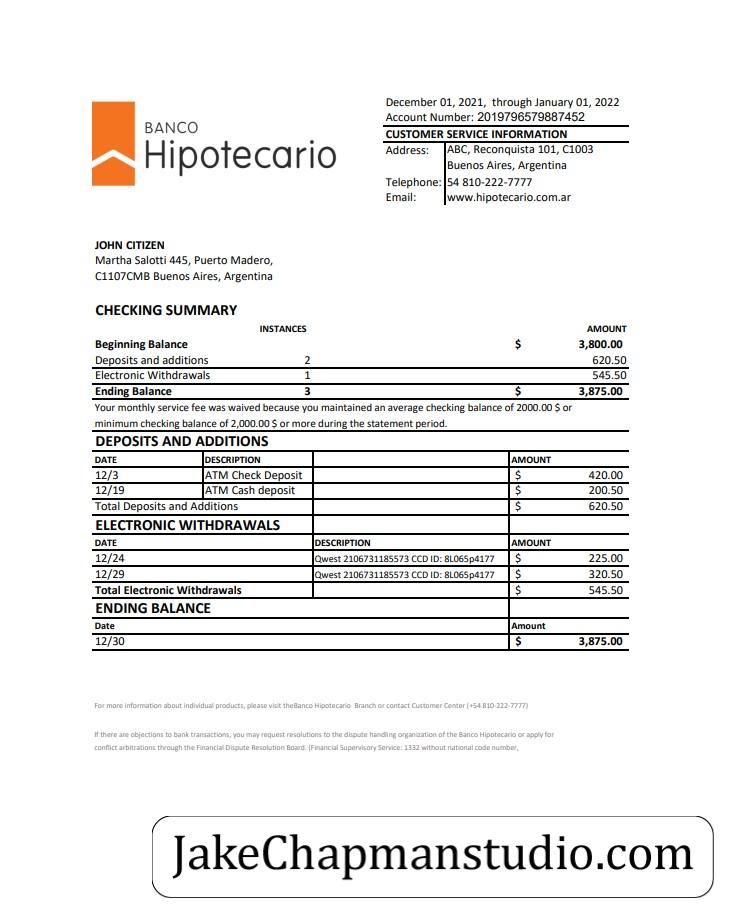 BANCO
Hipotecario
December 01, 2021,  through January 01, 2022
Account Number: 2019796579887452
CUSTOMER SERVICE INFORMATION
Address: ABC, Reconquista 101, C1003
Buenos Aires, Argentina
Telephone: 54 810-222-7777
Email: www.hipotecario.com.ar
JOHN CITIZEN
Martha Salotti 445, Puerto Madero,
C1107CMB Buenos Aires, Argentina
CHECKING SUMMARY
INSTANCES AMOUNT
Beginning Balance $ 3,800.00
Deposits and additions 2 620.50
Electronic Withdrawals 1 545.50
Ending Balance 3 $ 3,875.00
Your monthly service fee was waived because you maintained an average checking balance of 2000.00 $ or
minimum checking balance of 2,000.00 $ or more during the statement period.
DEPOSITS AND ADDITIONS
DATE DESCRIPTION AMOUNT
12/3 ATM Check Deposit $ 420.00
12/19 ATM Cash deposit $ 200.50
Total Deposits and Additions $ 620.50
ELECTRONIC WITHDRAWALS
DATE DESCRIPTION AMOUNT
12/24 Qwest 2106731185573 CCD ID: 8L065p4177 $ 225.00
12/29 Qwest 2106731185573 CCD ID: 8L065p4177 $ 320.50
Total Electronic Withdrawals $ 545.50
ENDING BALANCE
Date Amount
12/30 $ 3,875.00
For more information about individual products, please visit theBanco Hipotecario  Branch or contact Customer Center (+54 810-222-7777)
If there are objections to bank transactions, you may request resolutions to the dispute handling organization of the Banco Hipotecario or apply for
conflict arbitrations through the Financial Dispute Resolution Board. (Financial Supervisory Service: 1332 without national code number,
JakeChapmanstudio.com